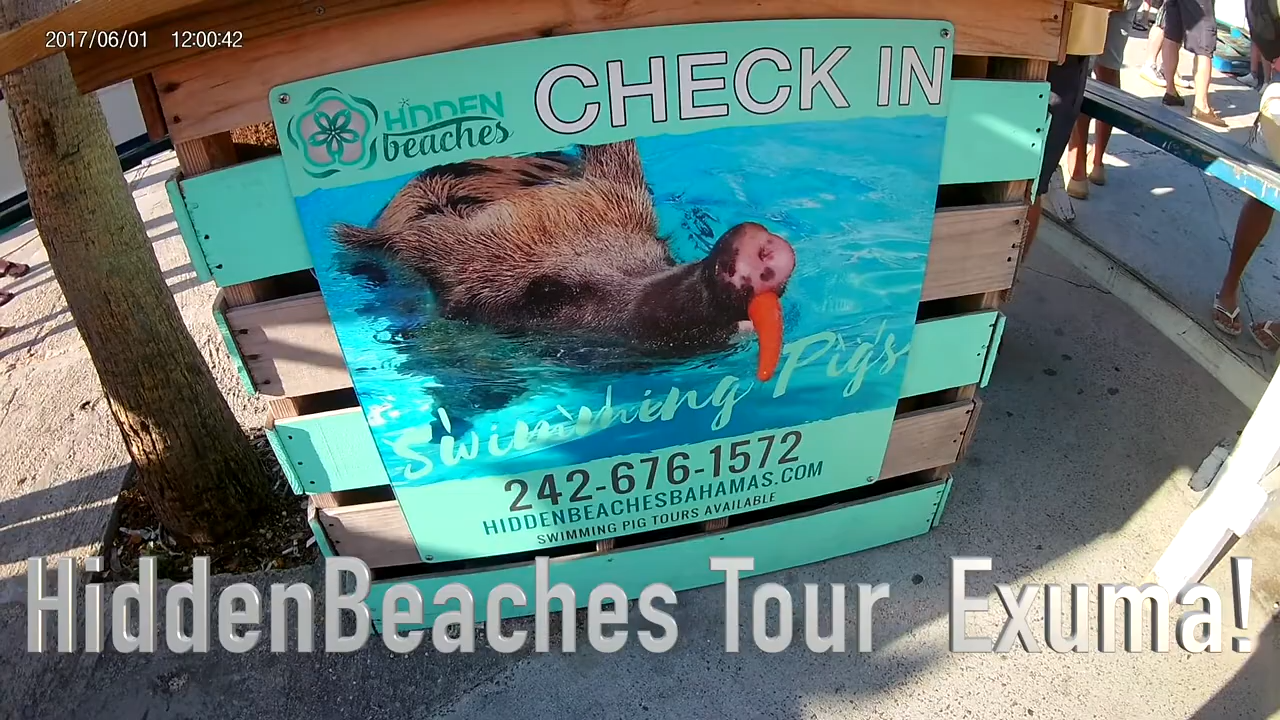 2017/06/01 12:00:42
CHECK IN
HIDDEN
beaches
Swimming Pigs
242-676-1572
HIDDENBEACHESBAHAMAS.COM
SWIMMING PIG TOURS AVAILABLE
HiddenBeaches Tour Exuma!